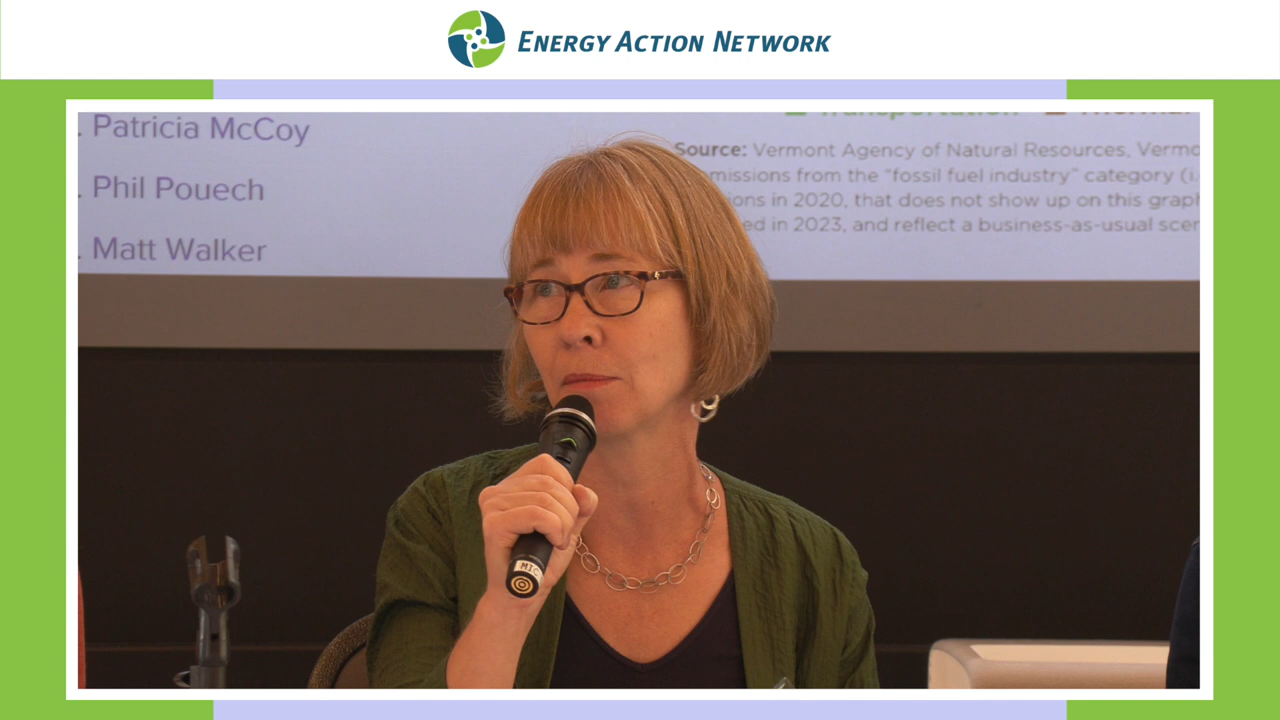 ENERGY ACTION NETWORK
. Patricia McCoy
. Phil Pouech
. Matt Walker
Transportation
Source: Vermont Agency of Natural Resources, Vermo
missions from the “fossil fuel industry” category (i.
ions in 2020, that does not show up on this grap
ed in 2023, and reflect a business-as-usual scer
MIC